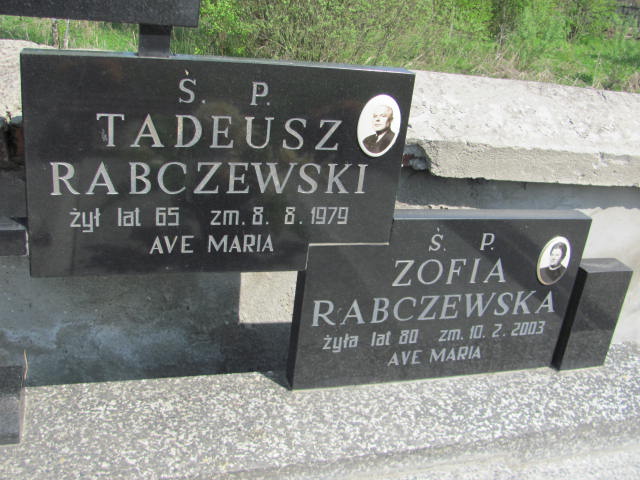 Ś. P.
TADEUSZ
RABCZEWSKI
żył lat 65 zm. 8. 8. 1979
AVE MARIA
Ś. P.
ZOFIA
RABCZEWSKA
żyła lat 80 zm. 10. 2. 2003
AVE MARIA